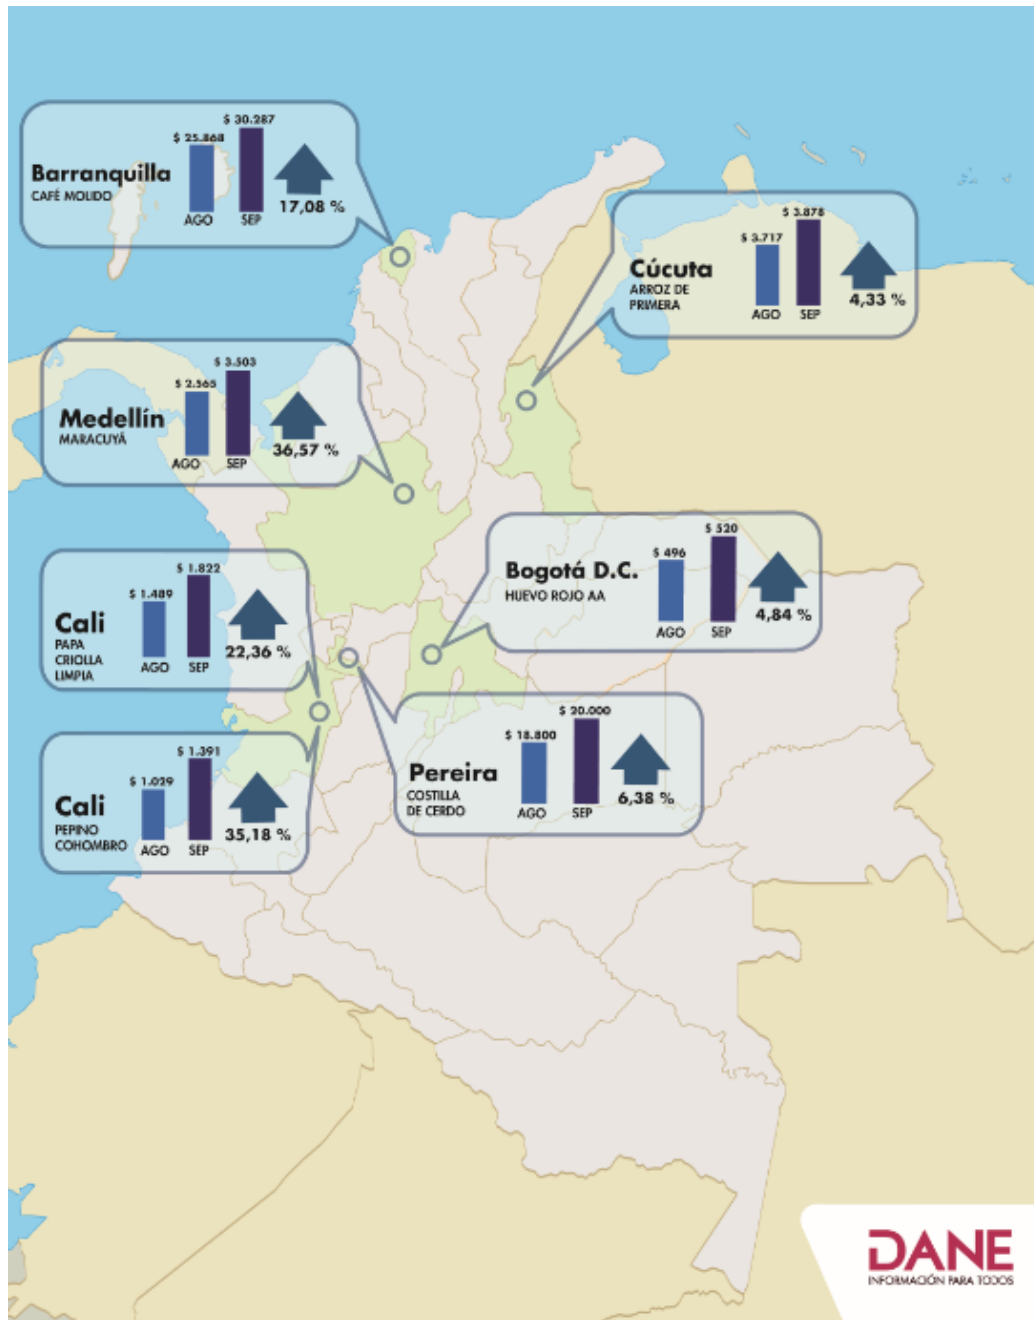 $ 30.287
$ 25.868
Barranquilla
CAFÉ MOLIDO
17,08 %
AGO
SEP
$ 3.878
$ 3.717
Cúcuta
ARROZ DE
PRIMERA
4,33 %
AGO
SEP
$ 3.503
$ 2.565
Medellín
MARACUYÁ
36,57 %
AGO
SEP
$ 520
$ 496
Bogotá D.C.
HUEVO ROJO AA
4,84 %
AGO
SEP
$ 1.822
$ 1.489
Cali
PAPA
CRIOLLA
LIMPIA
22,36 %
AGO
SEP
$ 20.000
$ 18.800
Pereira
COSTILLA
DE CERDO
6,38 %
AGO
SEP
$ 1.391
$ 1.029
Cali
PEPINO
COHOMBRO
35,18 %
AGO
SEP
DANE
INFORMACIÓN PARA TODOS